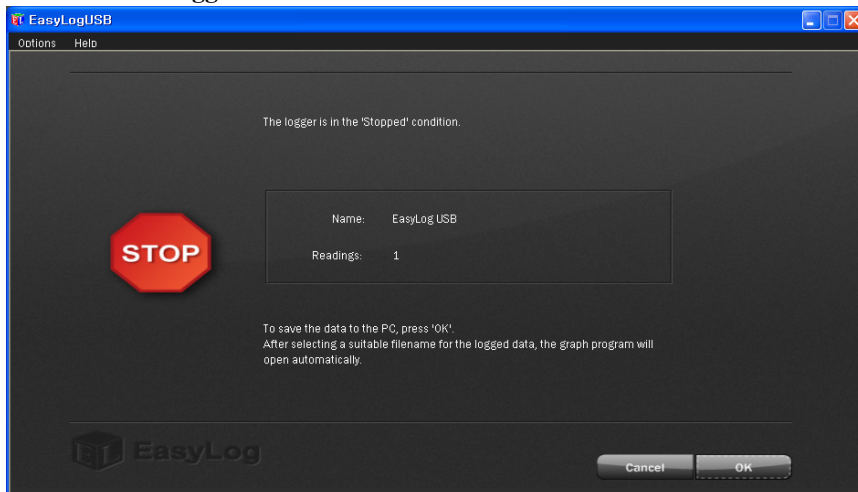 EasyLogUSB
Options Help
The logger is in the 'Stopped' condition.
STOP
Name: EasyLog USB
Readings: 1
To save the data to the PC, press 'OK'.
After selecting a suitable filename for the logged data, the graph program will
open automatically.
EasyLog
Cancel OK